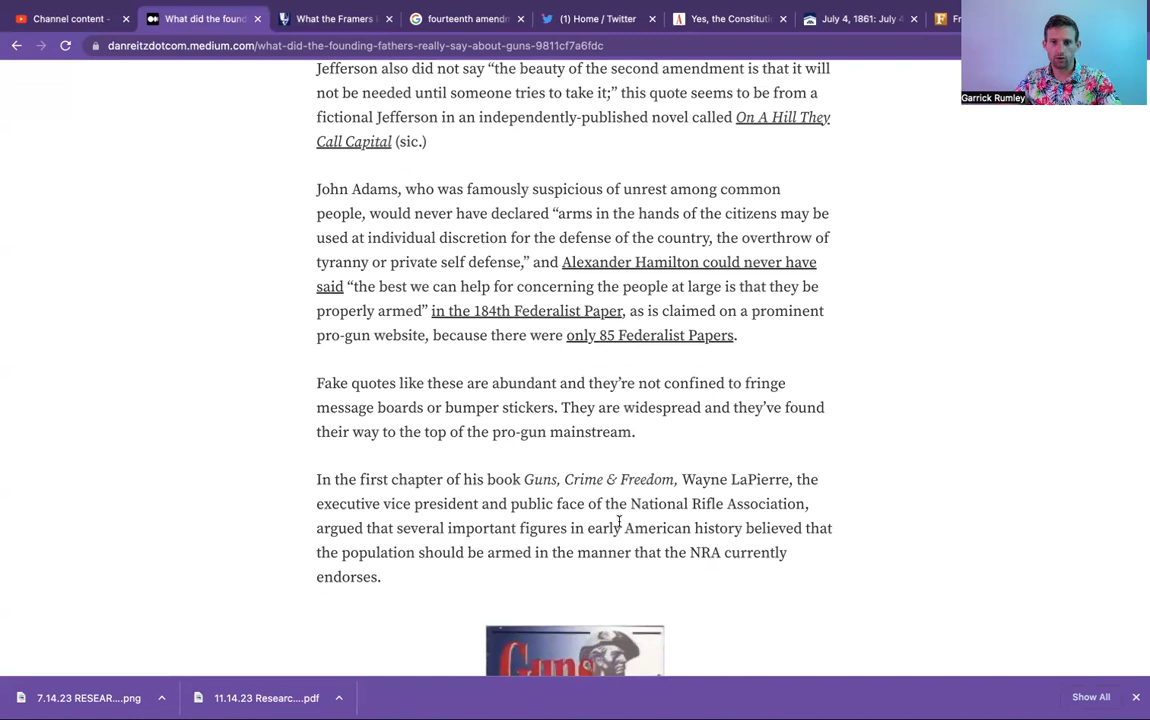 Channel content -
What did the found
What the Framers
fourteenth amendm
(1) Home / Twitter
Yes, the Constitutio
July 4, 1861: July 4
danreitzdotcom.medium.com/what-did-the-founding-fathers-really-say-about-guns-9811cf7a6fdc
Garrick Rumley
Jefferson also did not say “the beauty of the second amendment is that it will
not be needed until someone tries to take it;” this quote seems to be from a
fictional Jefferson in an independently-published novel called On A Hill They
Call Capital (sic.)
John Adams, who was famously suspicious of unrest among common
people, would never have declared “arms in the hands of the citizens may be
used at individual discretion for the defense of the country, the overthrow of
tyranny or private self defense,” and Alexander Hamilton could never have
said “the best we can help for concerning the people at large is that they be
properly armed” in the 184th Federalist Paper, as is claimed on a prominent
pro-gun website, because there were only 85 Federalist Papers.
Fake quotes like these are abundant and they’re not confined to fringe
message boards or bumper stickers. They are widespread and they’ve found
their way to the top of the pro-gun mainstream.
In the first chapter of his book Guns, Crime & Freedom, Wayne LaPierre, the
executive vice president and public face of the National Rifle Association,
argued that several important figures in early American history believed that
the population should be armed in the manner that the NRA currently
endorses.
Guns
7.14.23 RESEAR....png
11.14.23 Researc....pdf
Show All